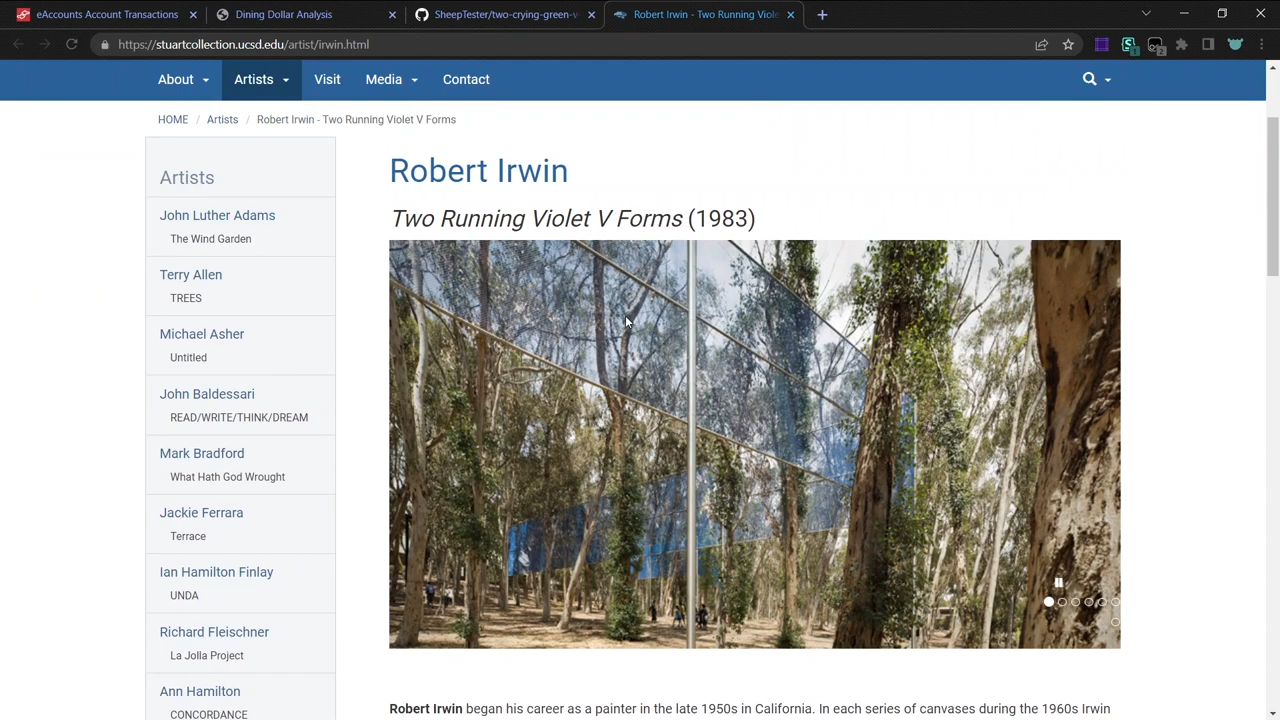 eAccounts Account Transactions
Dining Dollar Analysis
SheepTester/two-crying-green-v
Robert Irwin - Two Running Viole
https://stuartcollection.ucsd.edu/artist/irwin.html
About
Artists
Visit
Media
Contact
HOME / Artists / Robert Irwin - Two Running Violet V Forms
Artists
John Luther Adams
The Wind Garden
Terry Allen
TREES
Michael Asher
Untitled
John Baldessari
READ/WRITE/THINK/DREAM
Mark Bradford
What Hath God Wrought
Jackie Ferrara
Terrace
Ian Hamilton Finlay
UNDA
Richard Fleischner
La Jolla Project
Ann Hamilton
CONCORDANCE
Robert Irwin
Two Running Violet V Forms (1983)
Robert Irwin began his career as a painter in the late 1950s in California. In each series of canvases during the 1960s Irwin